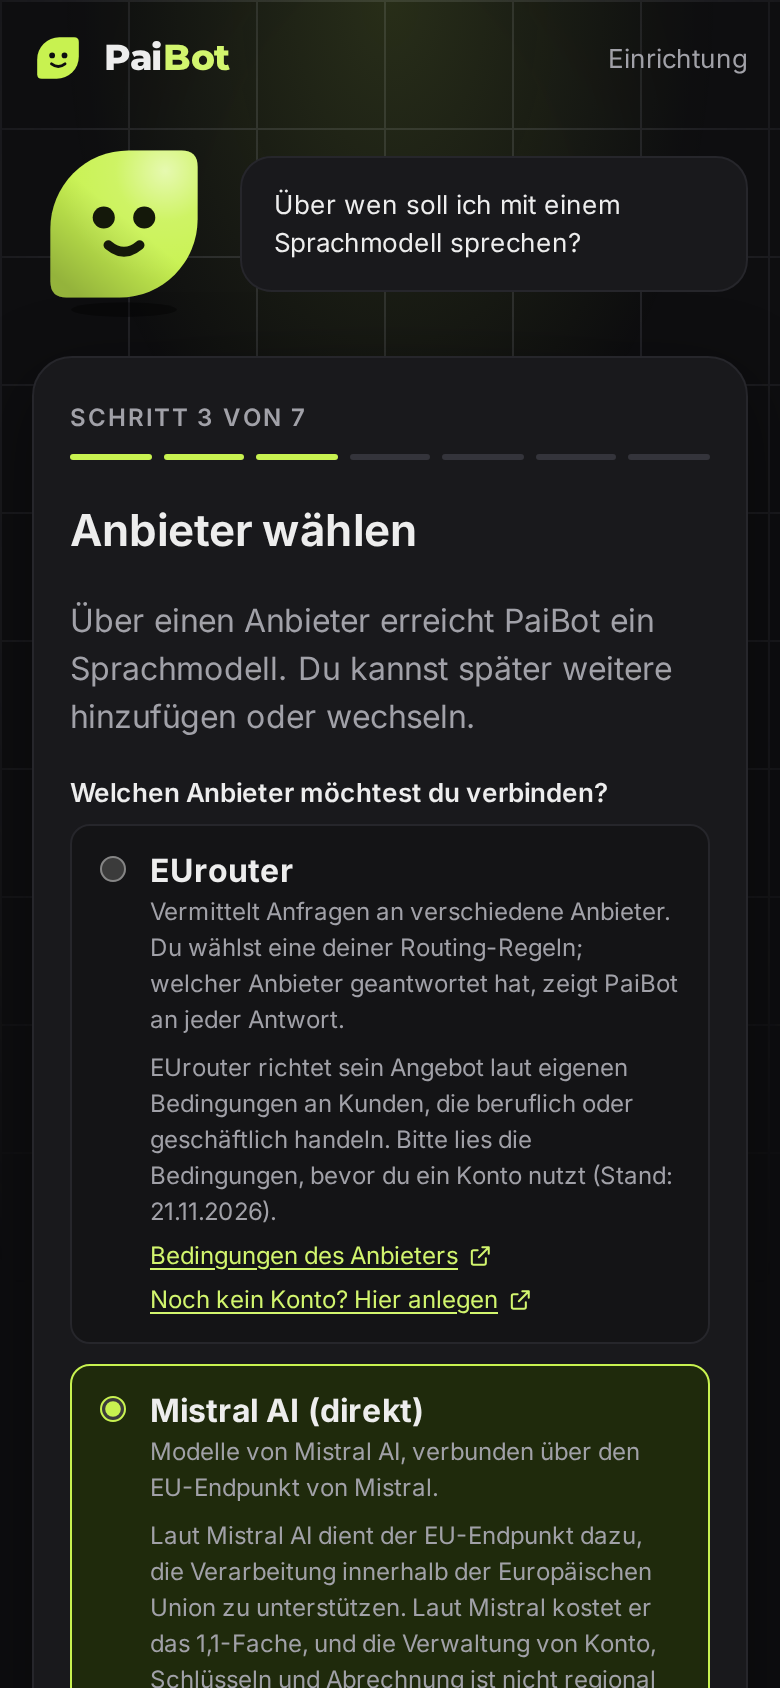 PaiBot
Einrichtung
Über wen soll ich mit einem
Sprachmodell sprechen?
SCHRITT 3 VON 7
Anbieter wählen
Über einen Anbieter erreicht PaiBot ein
Sprachmodell. Du kannst später weitere
hinzufügen oder wechseln.
Welchen Anbieter möchtest du verbinden?
EUrouter
Vermittelt Anfragen an verschiedene Anbieter.
Du wählst eine deiner Routing-Regeln;
welcher Anbieter geantwortet hat, zeigt PaiBot
an jeder Antwort.
EUrouter richtet sein Angebot laut eigenen
Bedingungen an Kunden, die beruflich oder
geschäftlich handeln. Bitte lies die
Bedingungen, bevor du ein Konto nutzt (Stand:
21.11.2026).
Bedingungen des Anbieters
Noch kein Konto? Hier anlegen
Mistral AI (direkt)
Modelle von Mistral AI, verbunden über den
EU-Endpunkt von Mistral.
Laut Mistral AI dient der EU-Endpunkt dazu,
die Verarbeitung innerhalb der Europäischen
Union zu unterstützen. Laut Mistral kostet er
das 1,1-Fache, und die Verwaltung von Konto,
Schlüsseln und Abrechnung ist nicht regional